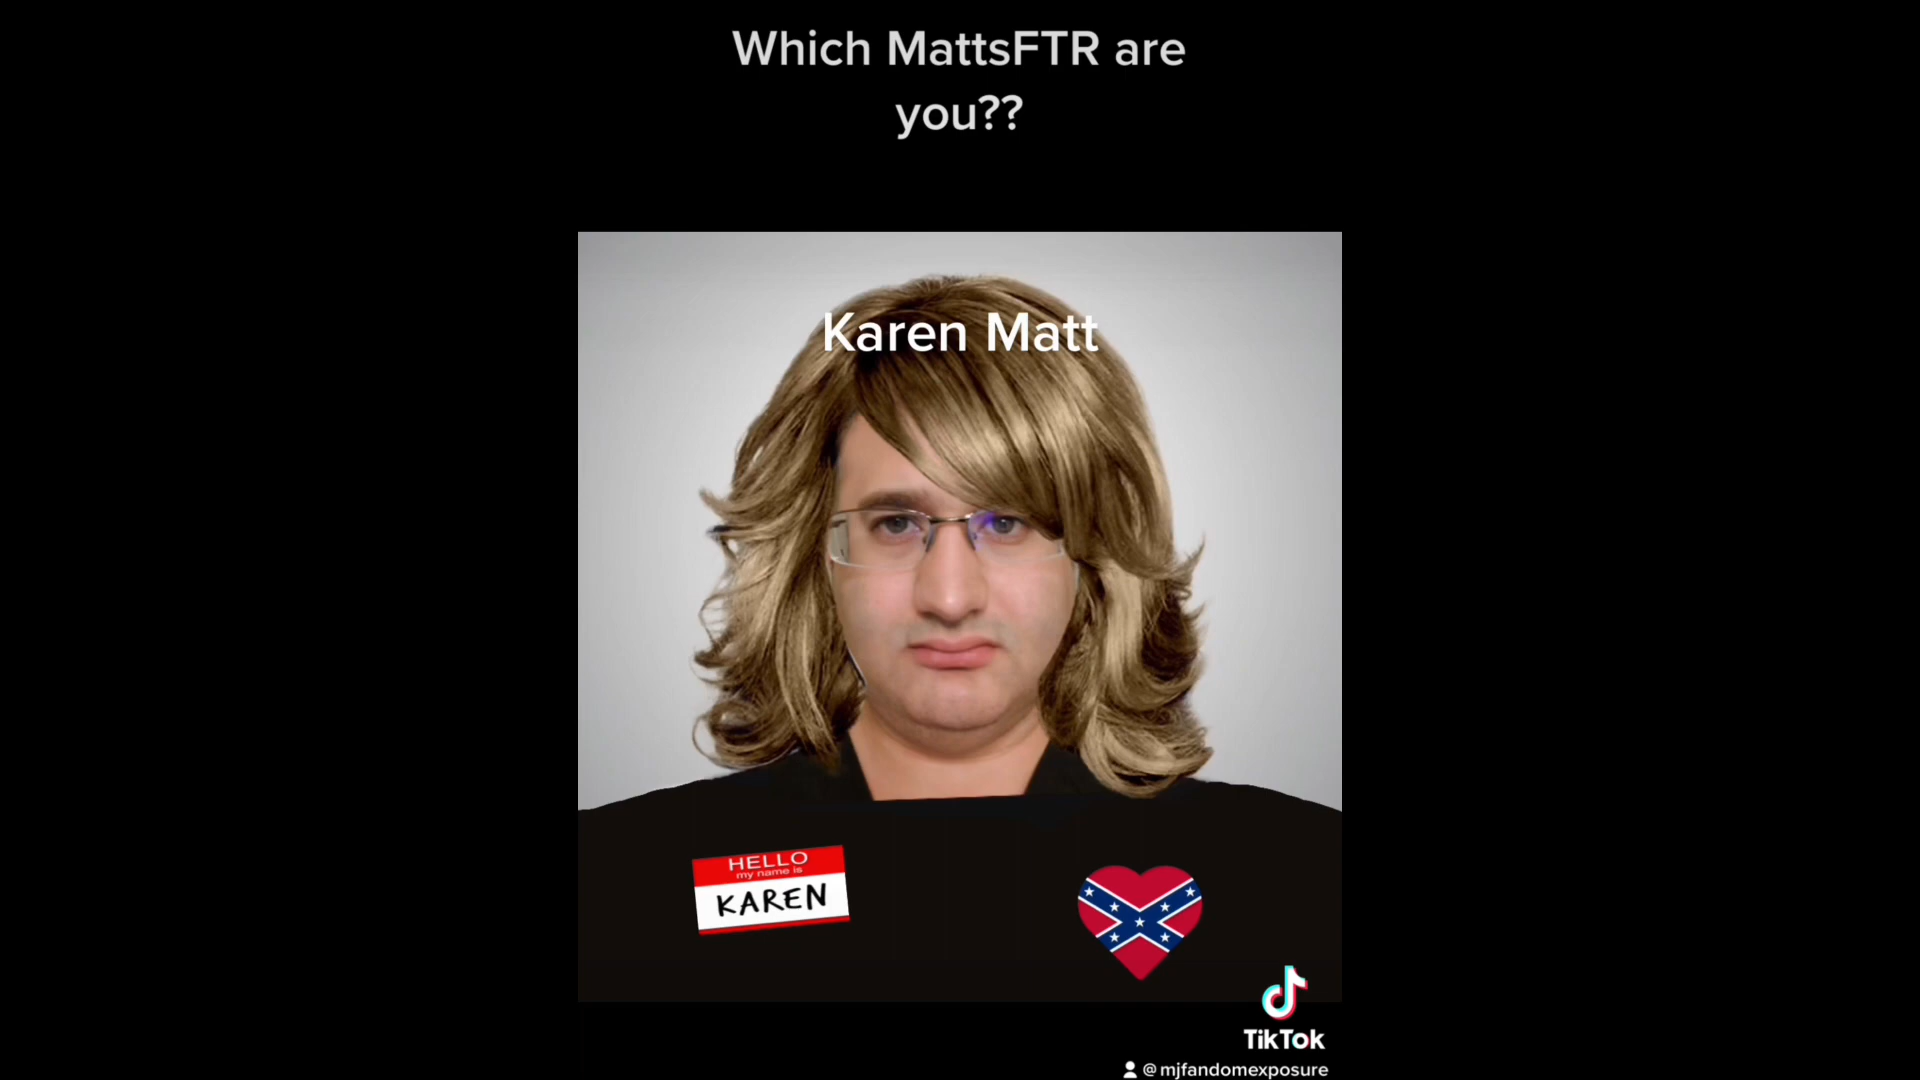 Which MattsFTR are
you??
Karen Matt
HELLO
my name is
KAREN
TikTok
@mjfandomexposure